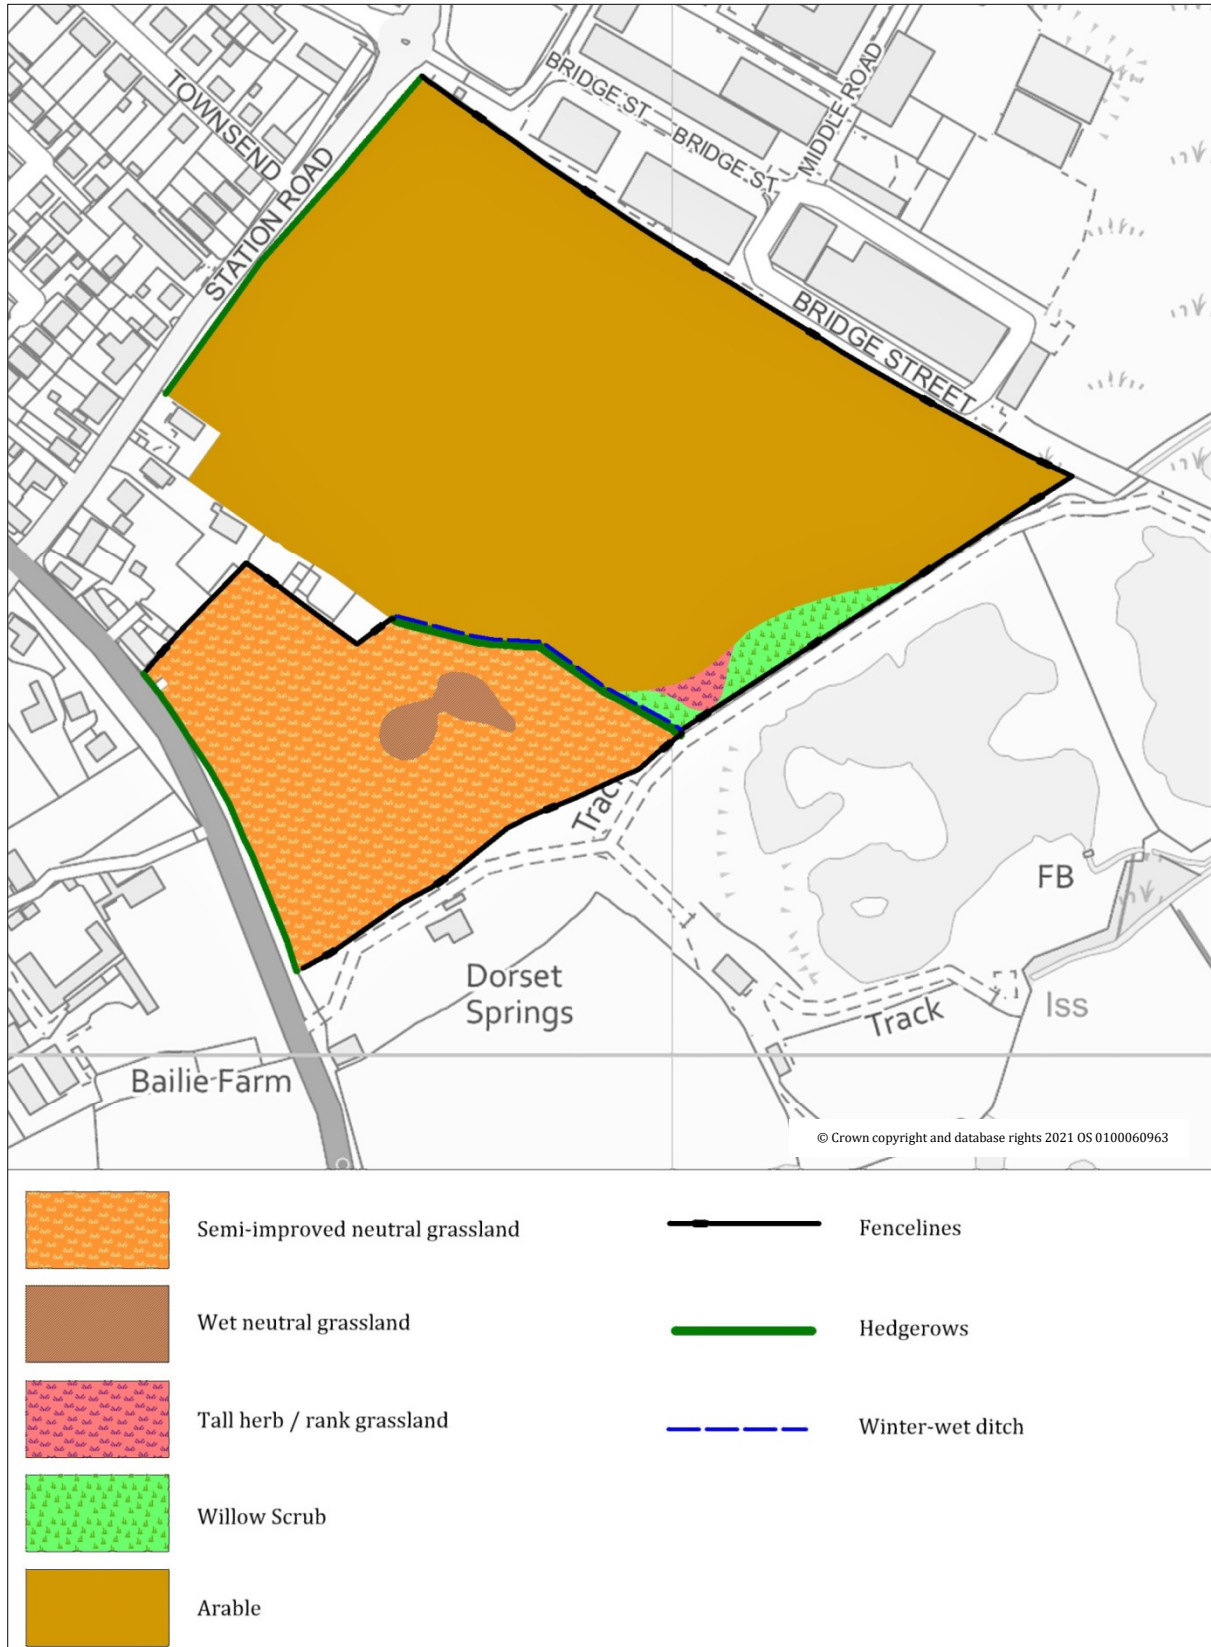 TOWNSEND
STATION ROAD
BRIDGE ST
BRIDGE ST
MIDDLE ROAD
BRIDGE STREET
Track
FB
Dorset
Springs
Track
Iss
Bailie Farm
© Crown copyright and database rights 2021 OS 0100060963
Semi-improved neutral grassland
Fencelines
Wet neutral grassland
Hedgerows
Tall herb / rank grassland
Winter-wet ditch
Willow Scrub
Arable